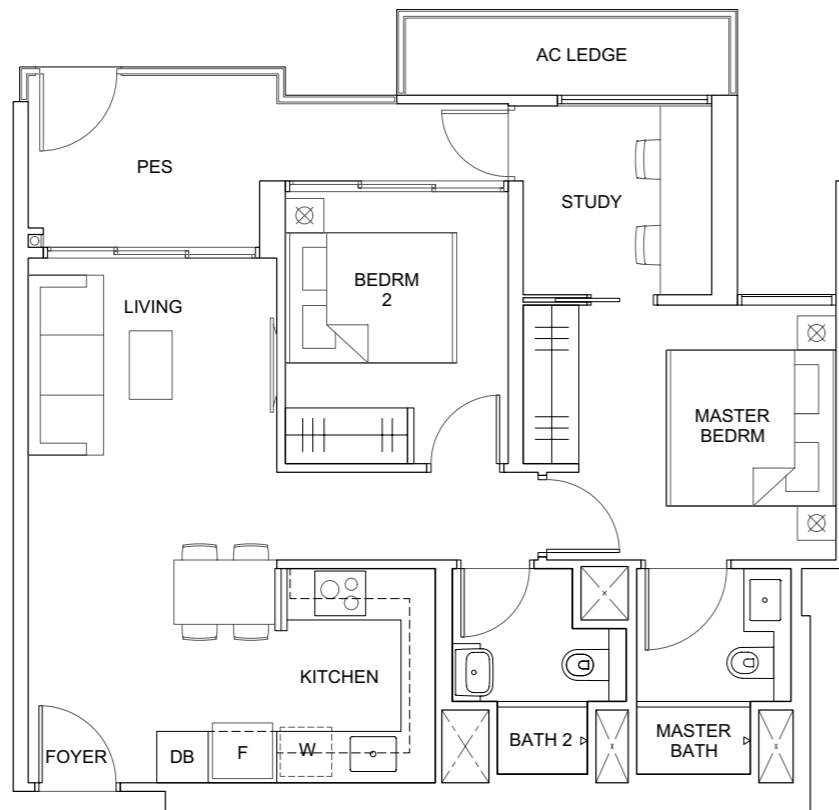 AC LEDGE
PES
STUDY
BEDRM
2
LIVING
MASTER
BEDRM
KITCHEN
FOYER
DB
F
W
BATH 2
MASTER
BATH